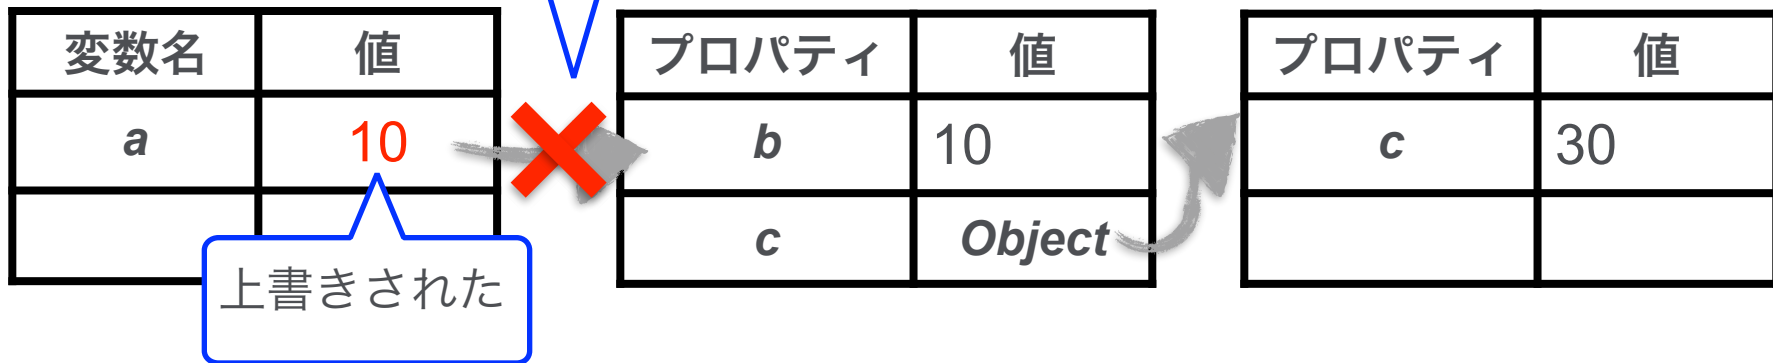 変数名 値
a 10
上書きされた
プロパティ 値
b 10
c Object
プロパティ 値
c 30